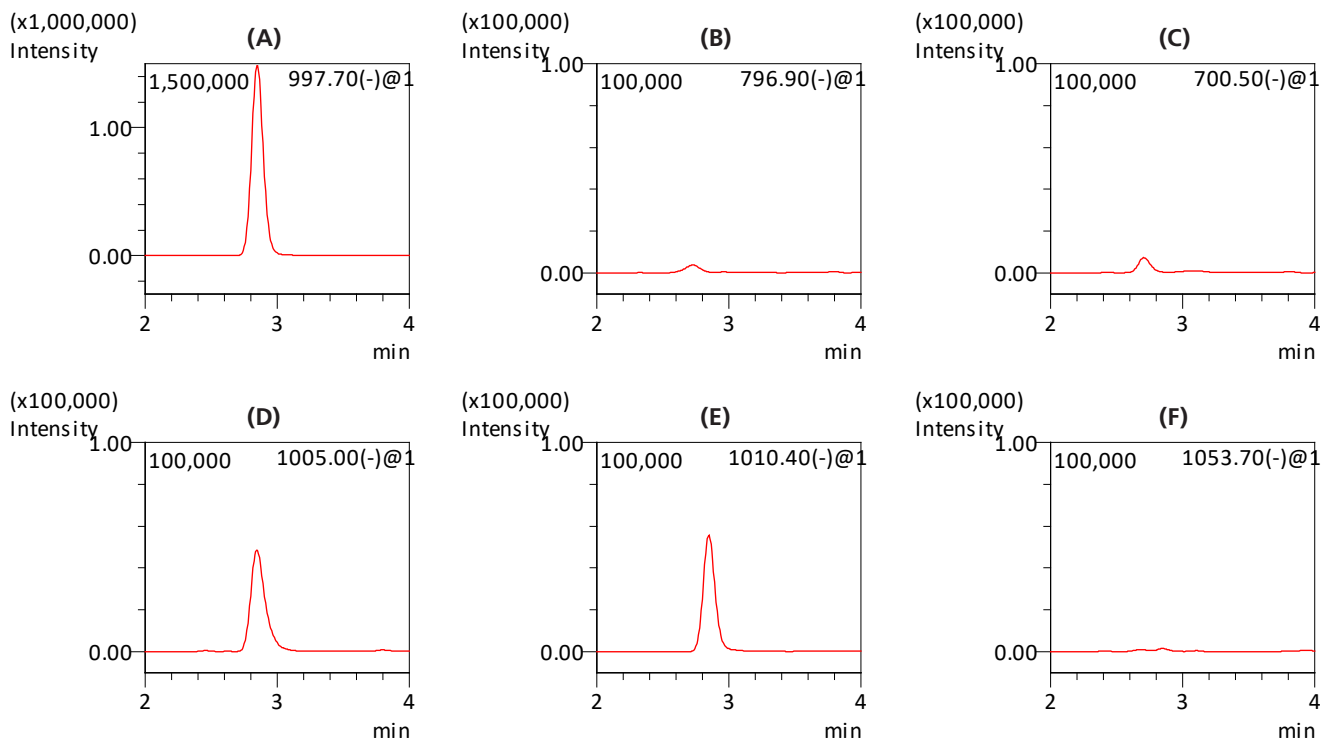 (x1,000,000)
Intensity
(A)
1,500,000
997.70(-)@1
1.00
0.00
2
3
4
min
(x100,000)
Intensity
(B)
1.00
100,000
796.90(-)@1
0.00
2
3
4
min
(x100,000)
Intensity
(C)
1.00
100,000
700.50(-)@1
0.00
2
3
4
min
(x100,000)
Intensity
(D)
1.00
100,000
1005.00(-)@1
0.00
2
3
4
min
(x100,000)
Intensity
(E)
1.00
100,000
1010.40(-)@1
0.00
2
3
4
min
(x100,000)
Intensity
(F)
1.00
100,000
1053.70(-)@1
0.00
2
3
4
min